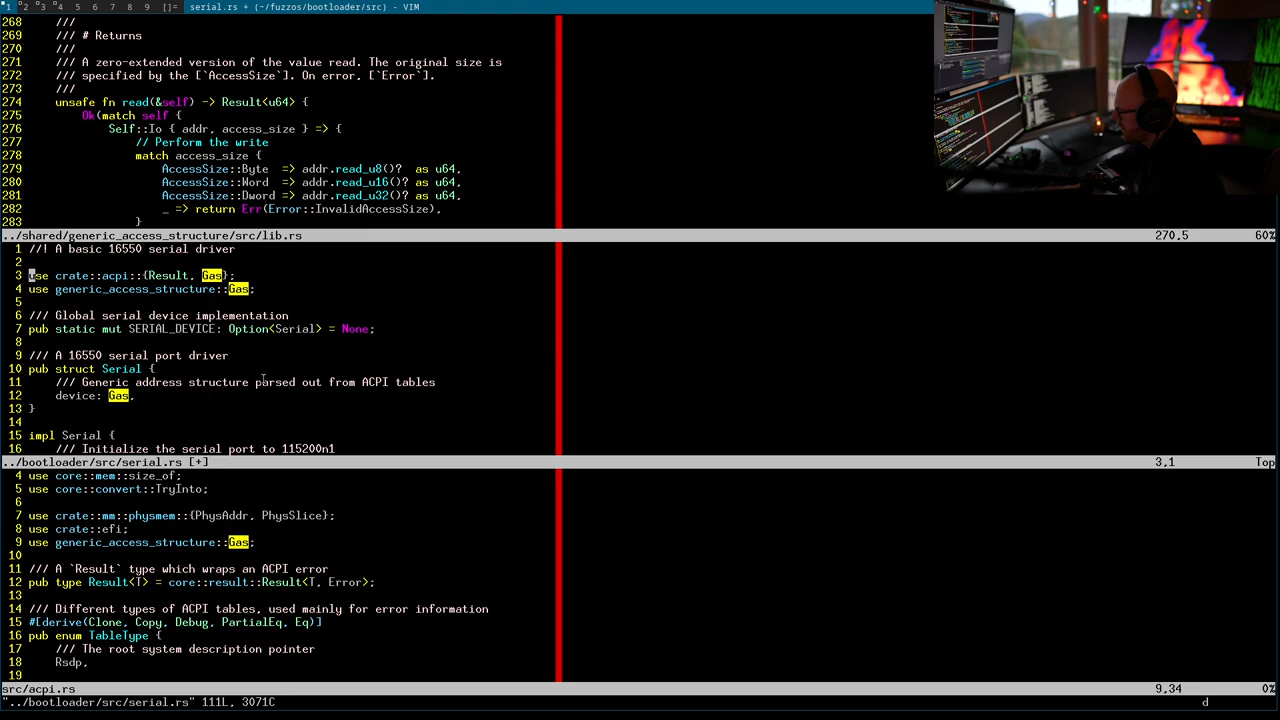 1 2 3 4 5 6 7 8 9 []= serial.rs + (~/fuzzos/bootloader/src) - VIM
268 ///
269 /// # Returns
270 ///
271 /// A zero-extended version of the value read. The original size is
272 /// specified by the [`AccessSize`]. On error, [`Error`].
273 ///
274 unsafe fn read(&self) -> Result<u64> {
275 Ok(match self {
276 Self::Io { addr, access_size } => {
277 // Perform the write
278 match access_size {
279 AccessSize::Byte => addr.read_u8()? as u64,
280 AccessSize::Word => addr.read_u16()? as u64,
281 AccessSize::Dword => addr.read_u32()? as u64,
282 _ => return Err(Error::InvalidAccessSize),
283 }
../shared/generic_access_structure/src/lib.rs 270,5 60%
1 //! A basic 16550 serial driver
2
3 use crate::acpi::{Result, Gas};
4 use generic_access_structure::Gas;
5
6 /// Global serial device implementation
7 pub static mut SERIAL_DEVICE: Option<Serial> = None;
8
9 /// A 16550 serial port driver
10 pub struct Serial {
11 /// Generic address structure parsed out from ACPI tables
12 device: Gas,
13 }
14
15 impl Serial {
16 /// Initialize the serial port to 115200n1
../bootloader/src/serial.rs [+] 3,1 Top
4 use core::mem::size_of;
5 use core::convert::TryInto;
6
7 use crate::mm::physmem::{PhysAddr, PhysSlice};
8 use crate::efi;
9 use generic_access_structure::Gas;
10
11 /// A `Result` type which wraps an ACPI error
12 pub type Result<T> = core::result::Result<T, Error>;
13
14 /// Different types of ACPI tables, used mainly for error information
15 #[derive(Clone, Copy, Debug, PartialEq, Eq)]
16 pub enum TableType {
17 /// The root system description pointer
18 Rsdp,
19
src/acpi.rs 9,34 0%
"../bootloader/src/serial.rs" 111L, 3071C d